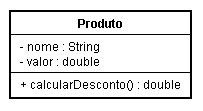 Produto
- nome : String
- valor : double
+ calcularDesconto() : double